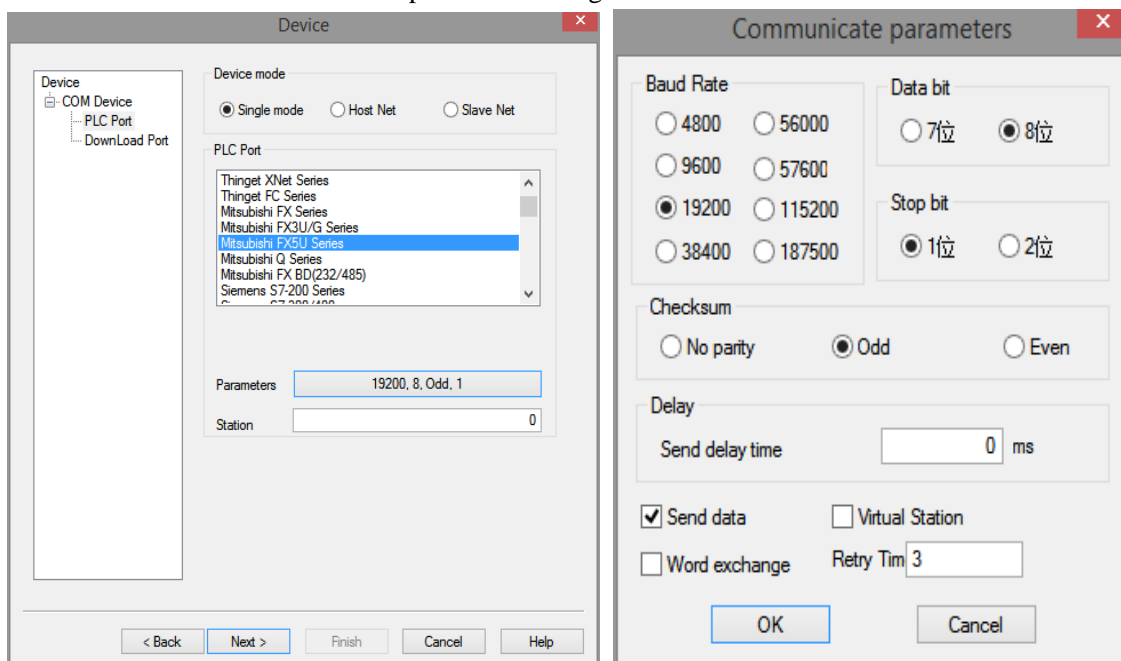 Device
Device
COM Device
PLC Port
DownLoad Port
Device mode
Single mode Host Net Slave Net
PLC Port
Thinget XNet Series
Thinget FC Series
Mitsubishi FX Series
Mitsubishi FX3U/G Series
Mitsubishi FX5U Series
Mitsubishi Q Series
Mitsubishi FX BD(232/485)
Siemens S7-200 Series
Parameters 19200, 8, Odd, 1
Station 0
< Back Next > Finish Cancel Help
Communicate parameters
Baud Rate
4800 56000
9600 57600
19200 115200
38400 187500
Data bit
7位 8位
Stop bit
1位 2位
Checksum
No parity Odd Even
Delay
Send delay time 0 ms
Send data Virtual Station
Word exchange Retry Tim 3
OK Cancel